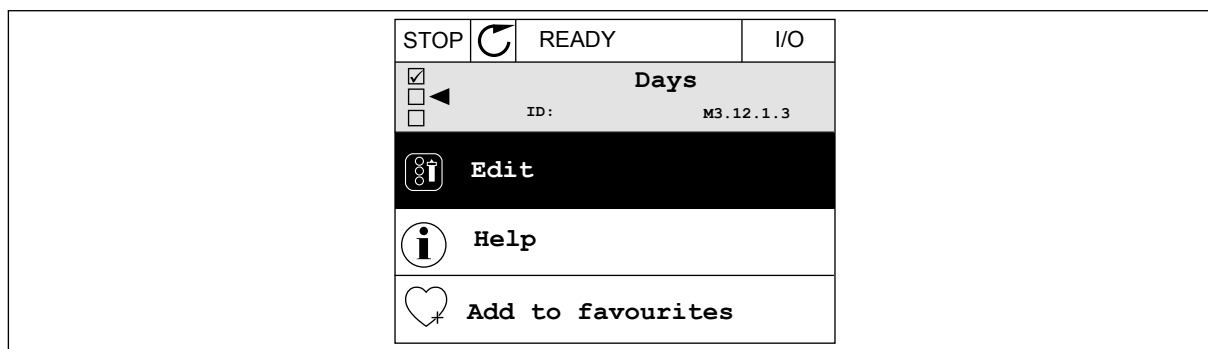 STOP READY I/O
Days
ID: M3.12.1.3
Edit
Help
Add to favourites